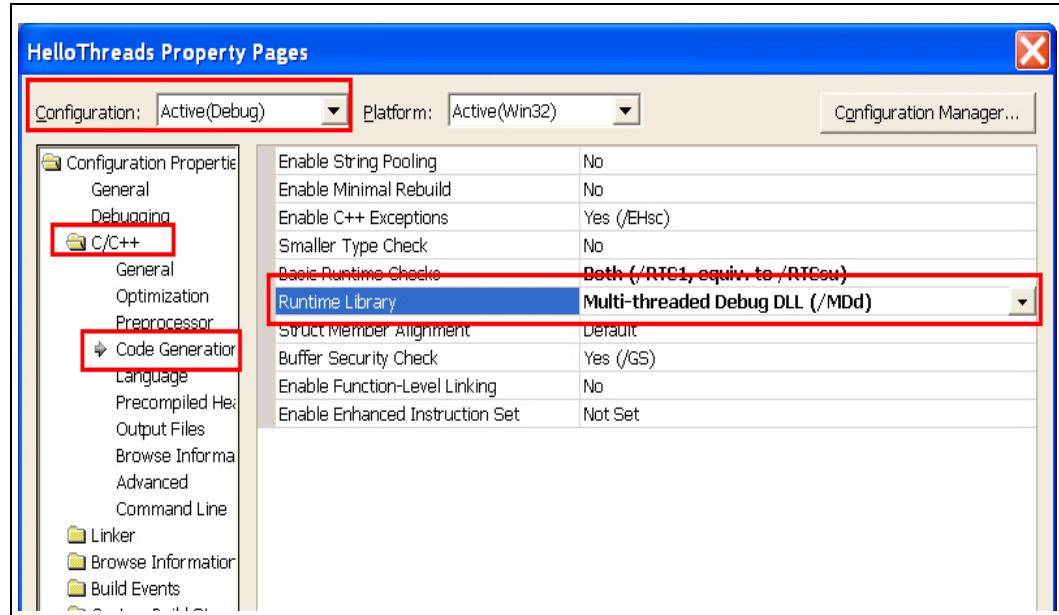 HelloThreads Property Pages
Configuration: Active(Debug) Platform: Active(Win32) Configuration Manager...
Configuration Propertie
General
Debugging
C/C++
General
Optimization
Preprocessor
Code Generation
Language
Precompiled Hea
Output Files
Browse Informa
Advanced
Command Line
Linker
Browse Information
Build Events
Enable String Pooling No
Enable Minimal Rebuild No
Enable C++ Exceptions Yes (/EHsc)
Smaller Type Check No
Basic Runtime Checks Both (/RTC1, equiv. to /RTCsu)
Runtime Library Multi-threaded Debug DLL (/MDd)
Struct Member Alignment Default
Buffer Security Check Yes (/GS)
Enable Function-Level Linking No
Enable Enhanced Instruction Set Not Set